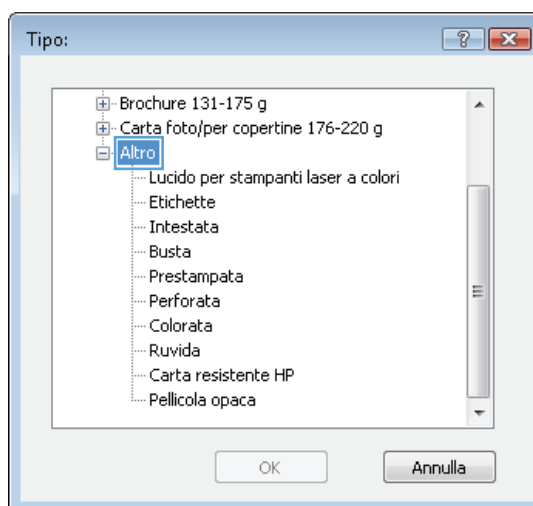 Tipo:
Brochure 131-175 g
Carta foto/per copertine 176-220 g
Altro
Lucido per stampanti laser a colori
Etichette
Intestata
Busta
Prestampata
Perforata
Colorata
Ruvida
Carta resistente HP
Pellicola opaca
OK
Annulla